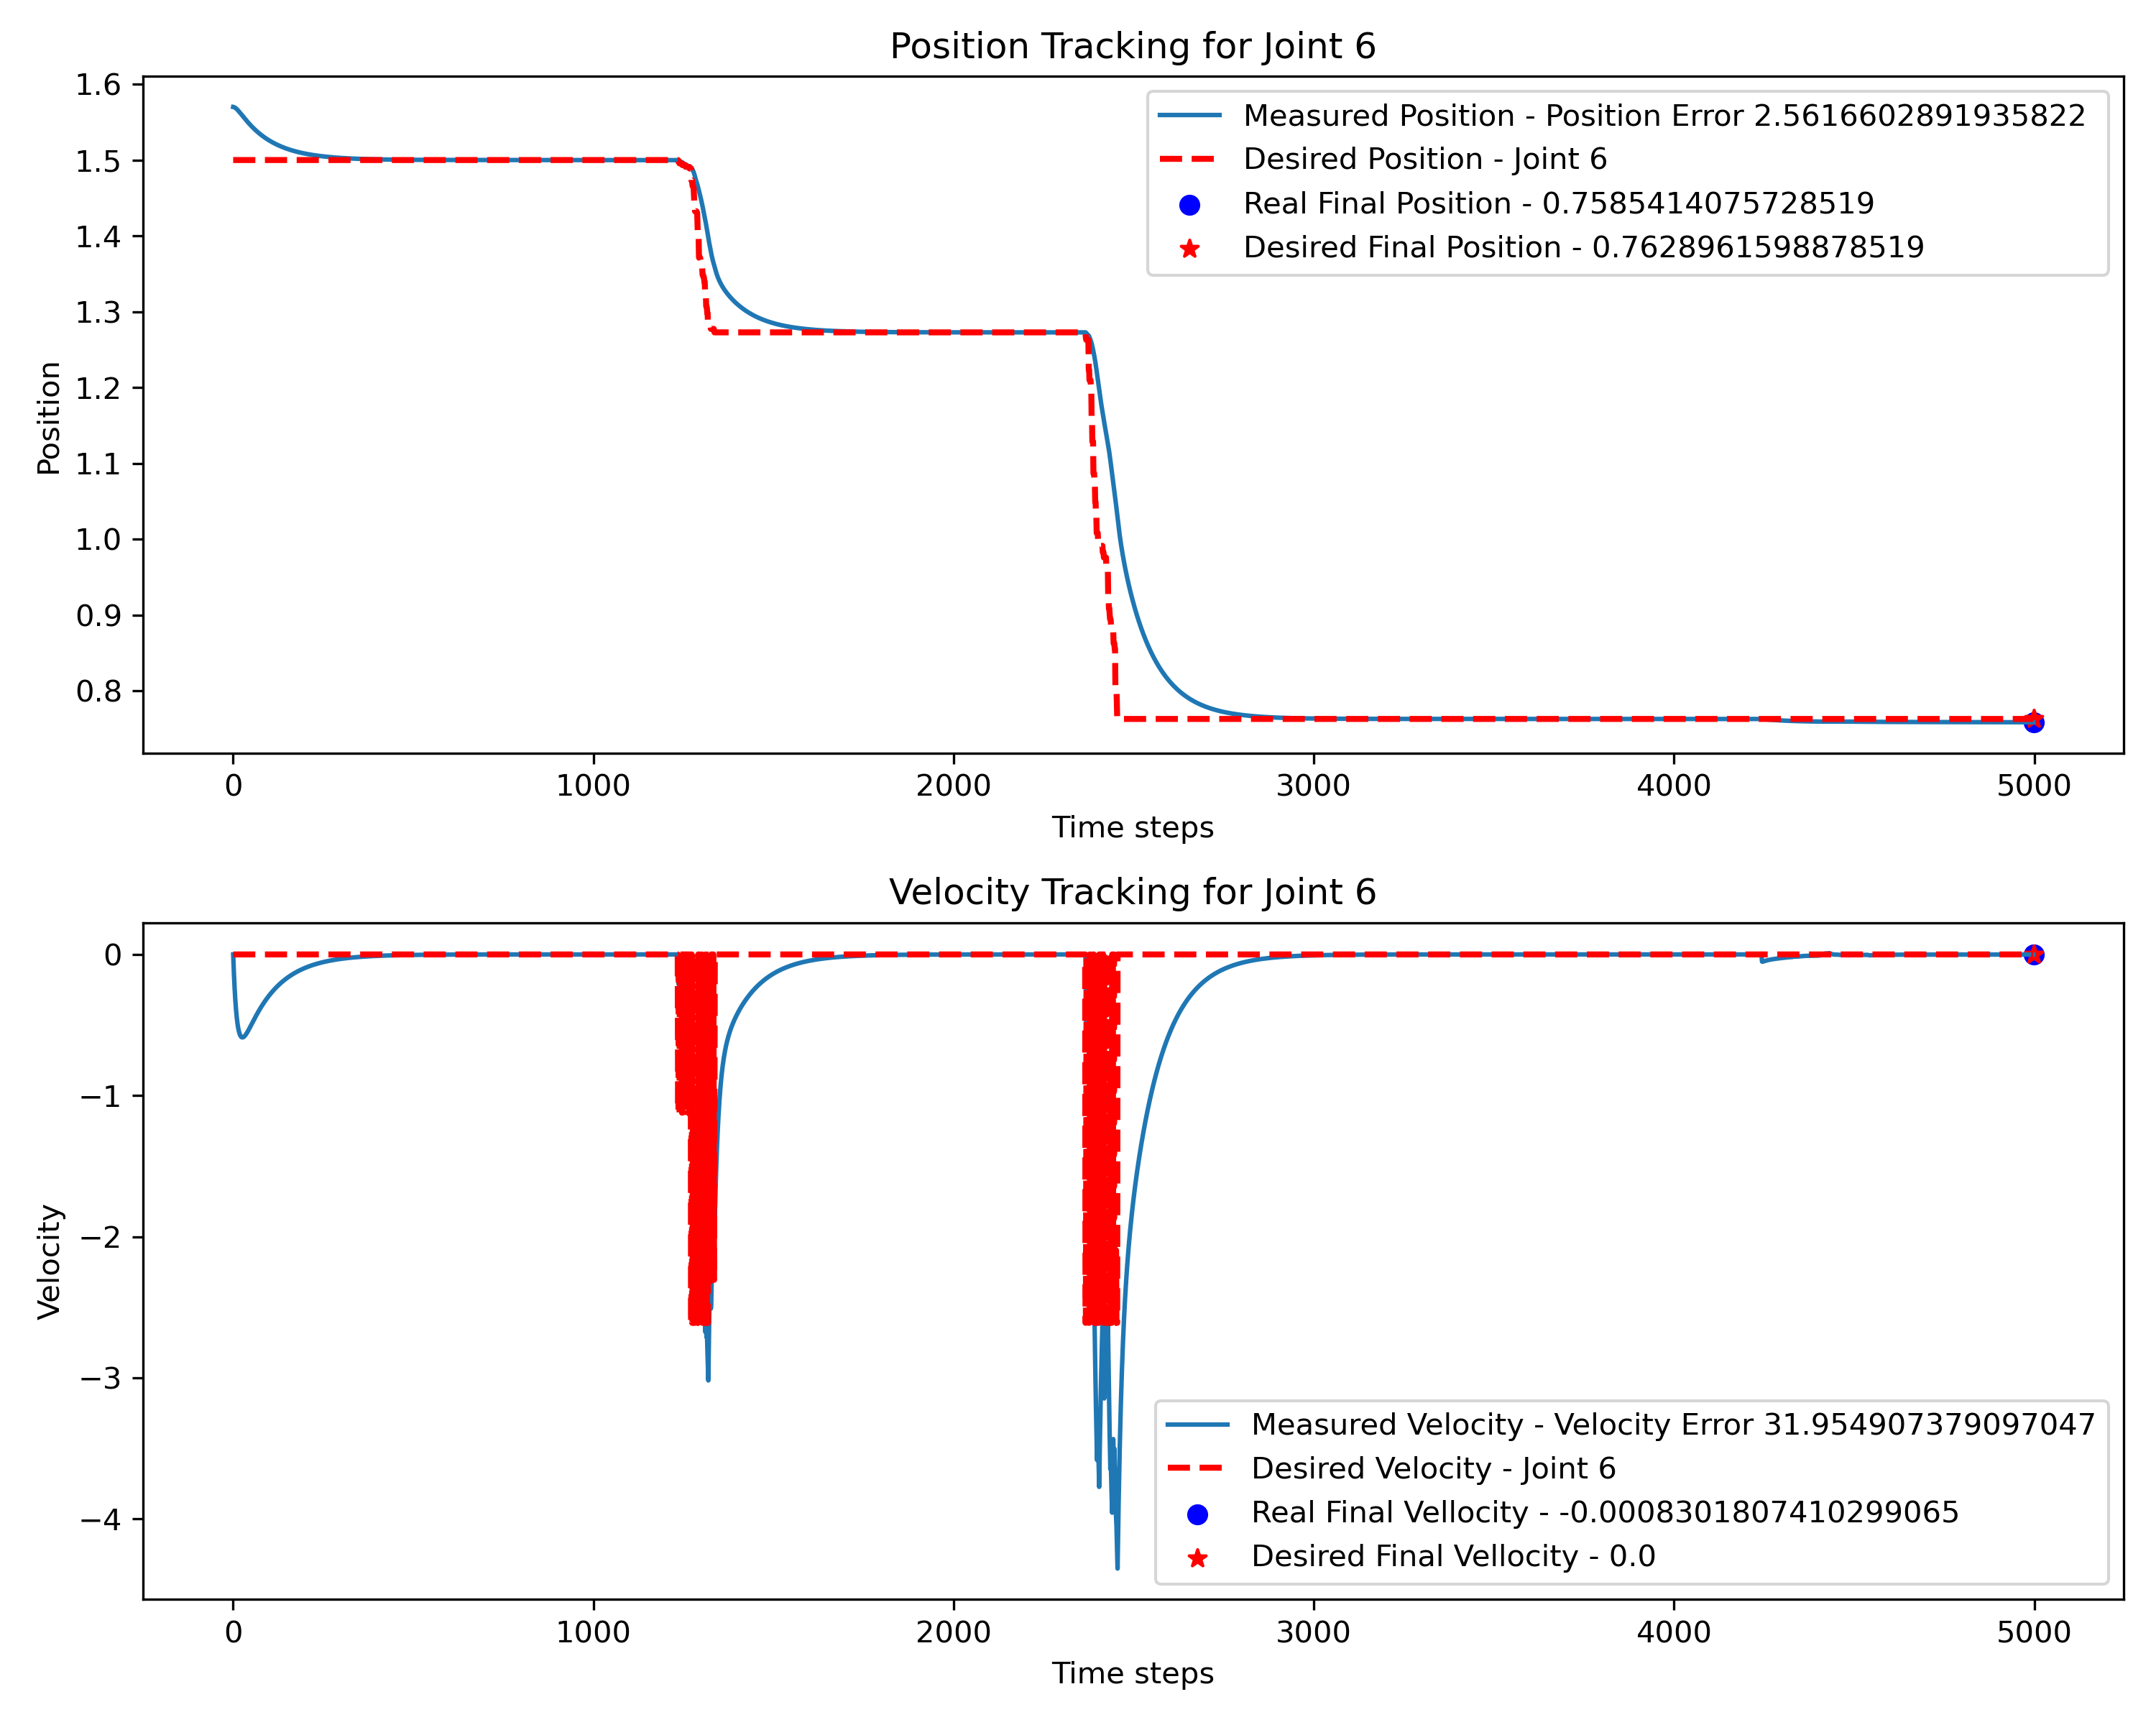 Position Tracking for Joint 6
Measured Position - Position Error 2.5616602891935822
Desired Position - Joint 6
Real Final Position - 0.7585414075728519
Desired Final Position - 0.7628961598878519
1.6
1.5
1.4
1.3
1.2
1.1
1.0
0.9
0.8
Position
0 1000 2000 3000 4000 5000
Time steps
Velocity Tracking for Joint 6
0
−1
−2
−3
−4
Velocity
Measured Velocity - Velocity Error 31.954907379097047
Desired Velocity - Joint 6
Real Final Vellocity - -0.0008301807410299065
Desired Final Vellocity - 0.0
0 1000 2000 3000 4000 5000
Time steps